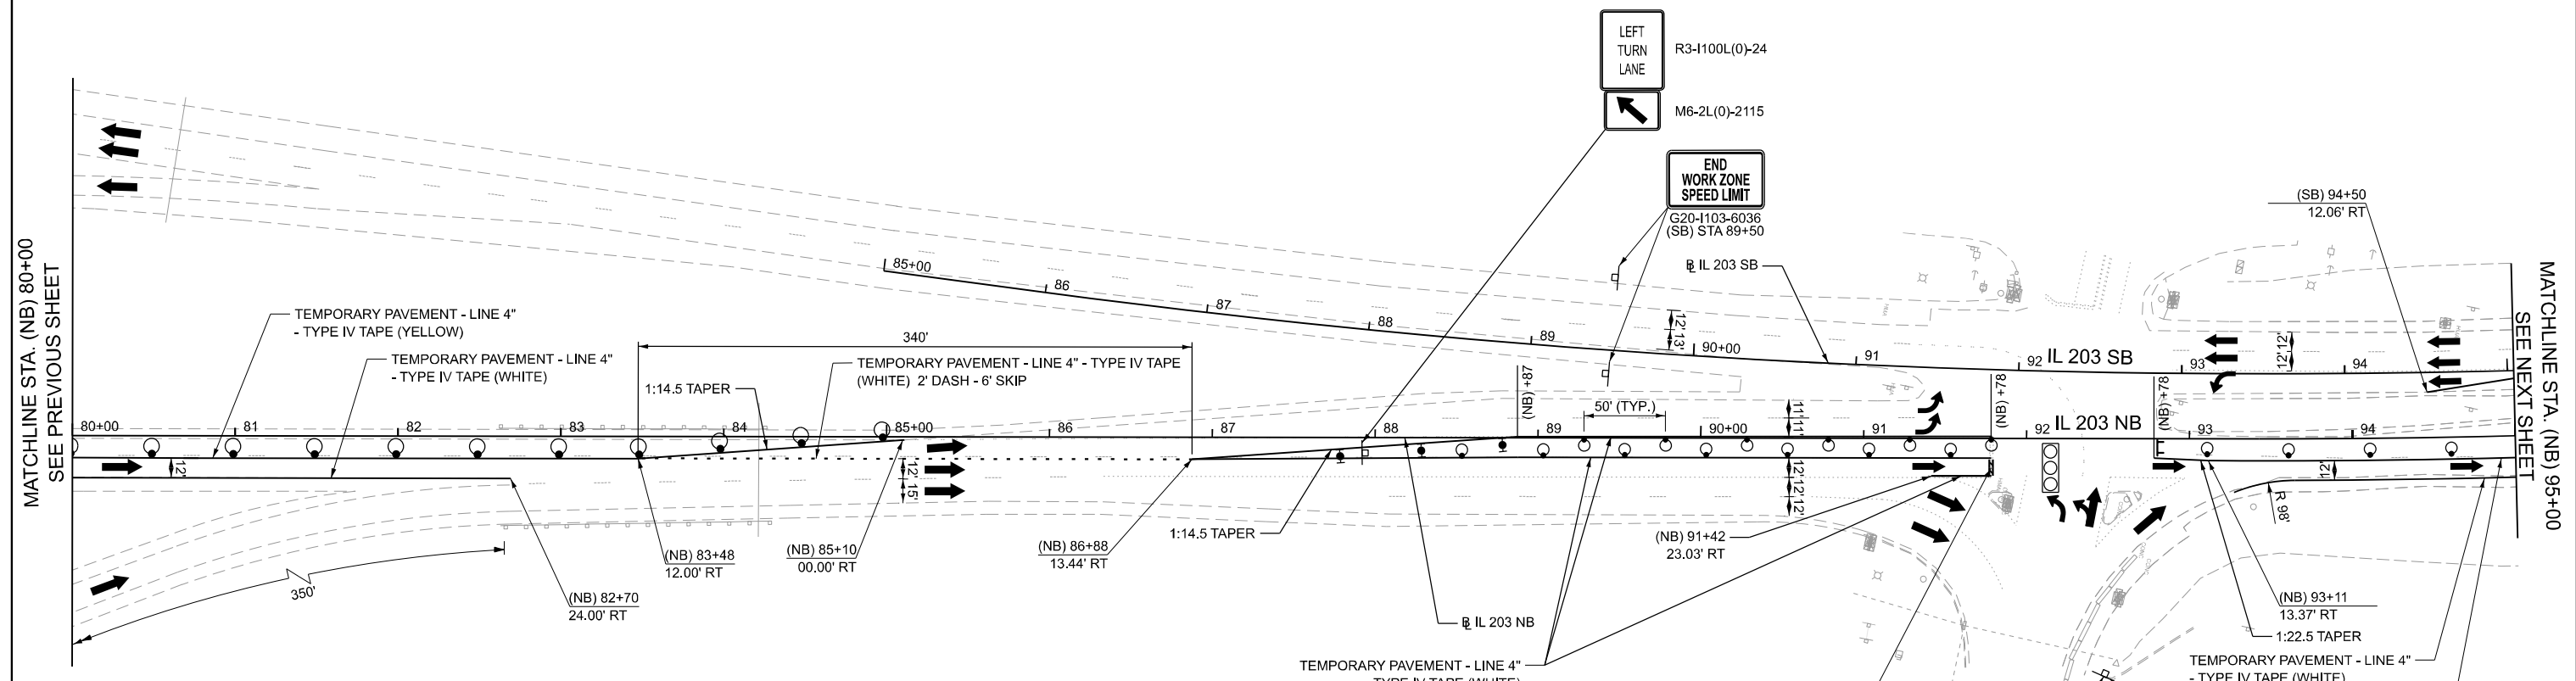 LEFT
TURN
LANE
R3-I100L(0)-24
M6-2L(0)-2115
END
WORK ZONE
SPEED LIMIT
G20-I103-6036
(SB) STA 89+50
(SB) 94+50
12.06' RT
MATCHLINE STA. (NB) 80+00
SEE PREVIOUS SHEET
MATCHLINE STA. (NB) 95+00
SEE NEXT SHEET
85+00
86
87
88
89
90+00
91
92
93
94
IL 203 SB
BL IL 203 SB
12' 13'
12' 12'
TEMPORARY PAVEMENT - LINE 4"
- TYPE IV TAPE (YELLOW)
TEMPORARY PAVEMENT - LINE 4"
- TYPE IV TAPE (WHITE)
340'
1:14.5 TAPER
TEMPORARY PAVEMENT - LINE 4" - TYPE IV TAPE
(WHITE) 2' DASH - 6' SKIP
(NB) +87
50' (TYP.)
11' 11'
(NB) +78
(NB) +78
IL 203 NB
80+00
81
82
83
84
85+00
86
87
88
89
90+00
91
92
93
94
12'
12' 15'
12' 12' 12'
12'
R 98'
350'
(NB) 82+70
24.00' RT
(NB) 83+48
12.00' RT
(NB) 85+10
00.00' RT
(NB) 86+88
13.44' RT
1:14.5 TAPER
BL IL 203 NB
(NB) 91+42
23.03' RT
(NB) 93+11
13.37' RT
1:22.5 TAPER
TEMPORARY PAVEMENT - LINE 4"
TYPE IV TAPE (WHITE)
TEMPORARY PAVEMENT - LINE 4"
- TYPE IV TAPE (WHITE)